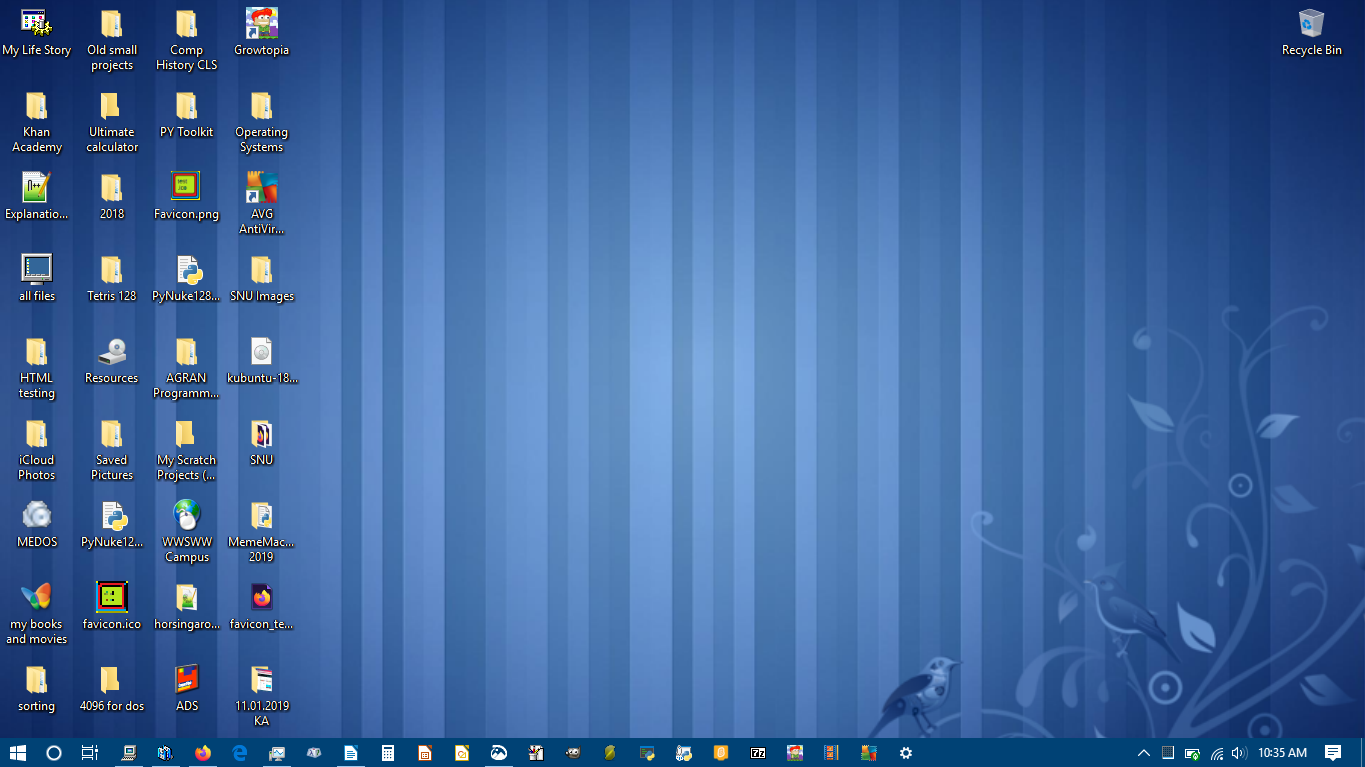 My Life Story
Old small
projects
Comp
History CLS
Growtopia
Recycle Bin
Khan
Academy
Ultimate
calculator
PY Toolkit
Operating
Systems
Explanatio...
2018
Favicon.png
AVG
AntiVir...
all files
Tetris 128
PyNuke128...
SNU Images
HTML
testing
Resources
AGRAN
Programm...
kubuntu-18...
iCloud
Photos
Saved
Pictures
My Scratch
Projects (...
SNU
MEDOS
PyNuke12...
WWSWW
Campus
MemeMac...
2019
my books
and movies
favicon.ico
horsingaro...
favicon_te...
sorting
4096 for dos
ADS
11.01.2019
KA
10:35 AM